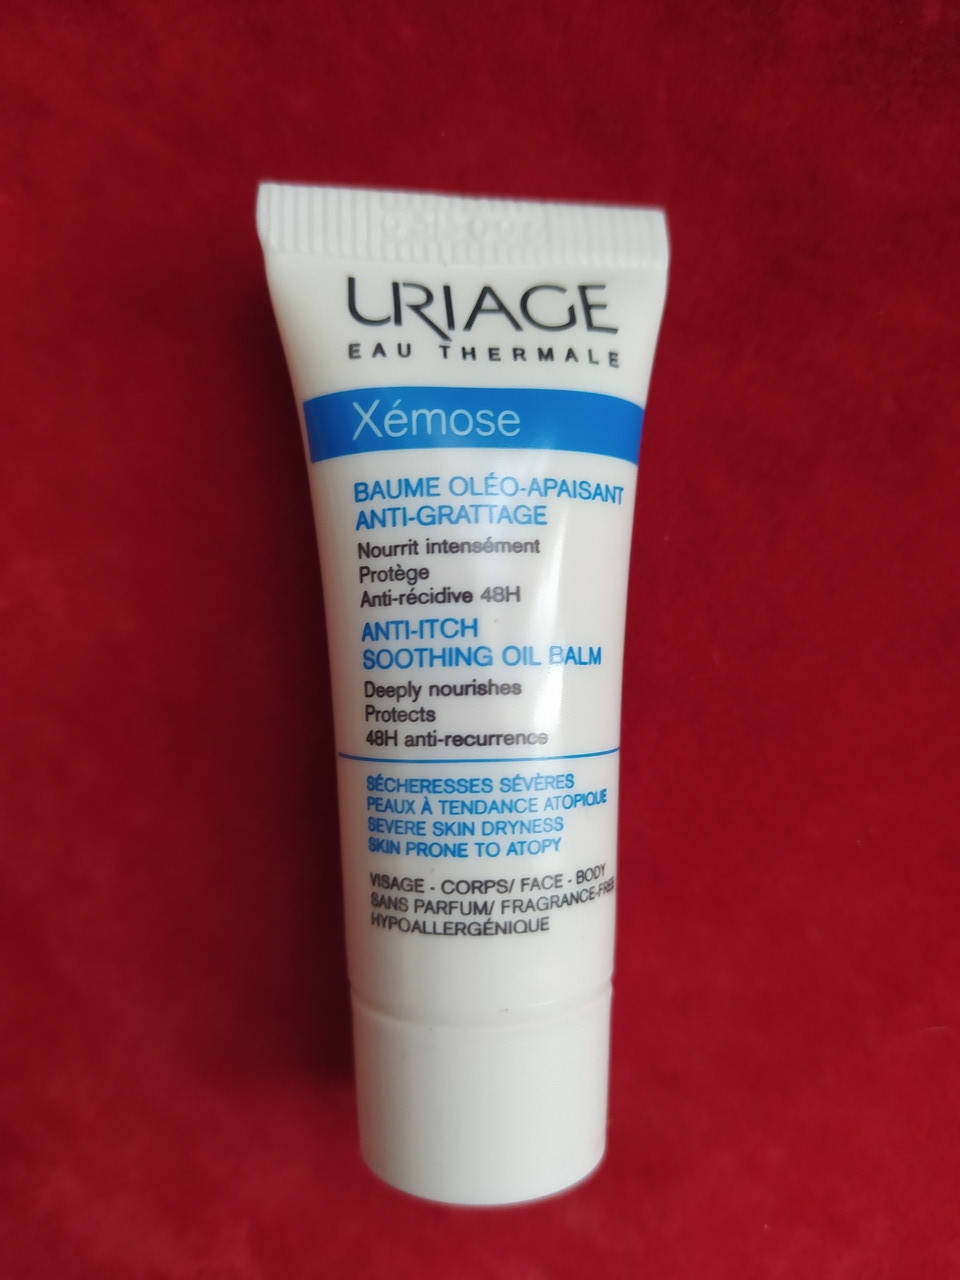 URIAGE
EAU THERMALE
Xémose
BAUME OLÉO-APAISANT
ANTI-GRATTAGE
Nourrit intensément
Protège
Anti-récidive 48H
ANTI-ITCH
SOOTHING OIL BALM
Deeply nourishes
Protects
48H anti-recurrence
SÉCHERESSES SÉVÈRES
PEAUX À TENDANCE ATOPIQUE
SEVERE SKIN DRYNESS
SKIN PRONE TO ATOPY
VISAGE - CORPS/ FACE - BODY
SANS PARFUM/ FRAGRANCE-FREE
HYPOALLERGÉNIQUE